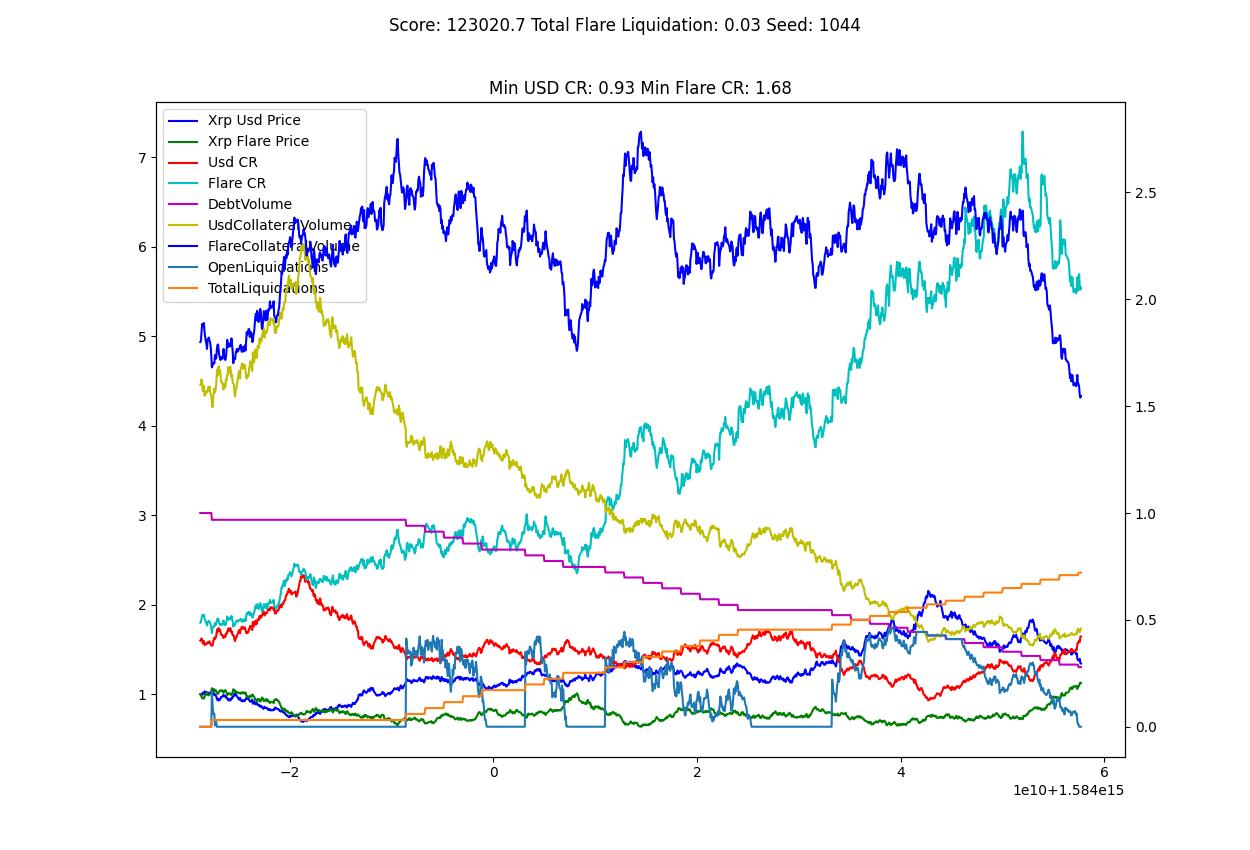 Score: 123020.7 Total Flare Liquidation: 0.03 Seed: 1044
Min USD CR: 0.93 Min Flare CR: 1.68
Xrp Usd Price
Xrp Flare Price
Usd CR
Flare CR
DebtVolume
UsdCollateralVolume
FlareCollateralVolume
OpenLiquidations
TotalLiquidations
7
6
5
4
3
2
1
2.5
2.0
1.5
1.0
0.5
0.0
−2
0
2
4
6
1e10+1.584e15